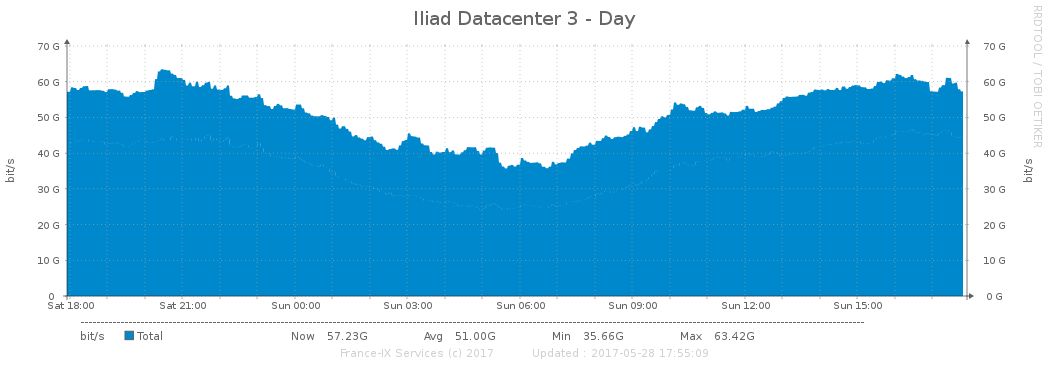 Iliad Datacenter 3 - Day
RRDTOOL / TOBI OETIKER
70 G 70 G
60 G 60 G
50 G 50 G
40 G 40 G
30 G 30 G
20 G 20 G
10 G 10 G
0 0 G
bit/s bit/s
Sat 18:00 Sat 21:00 Sun 00:00 Sun 03:00 Sun 06:00 Sun 09:00 Sun 12:00 Sun 15:00
bit/s Total Now 57.23G Avg 51.00G Min 35.66G Max 63.42G
France-IX Services (c) 2017 Updated : 2017-05-28 17:55:09